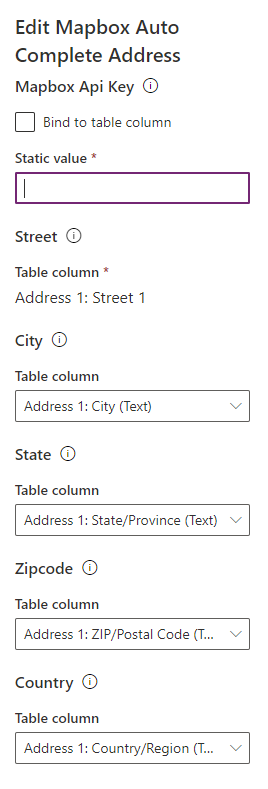 Edit Mapbox Auto
Complete Address
Mapbox Api Key
Bind to table column
Static value *
Street
Table column *
Address 1: Street 1
City
Table column
Address 1: City (Text)
State
Table column
Address 1: State/Province (Text)
Zipcode
Table column
Address 1: ZIP/Postal Code (T...
Country
Table column
Address 1: Country/Region (T...